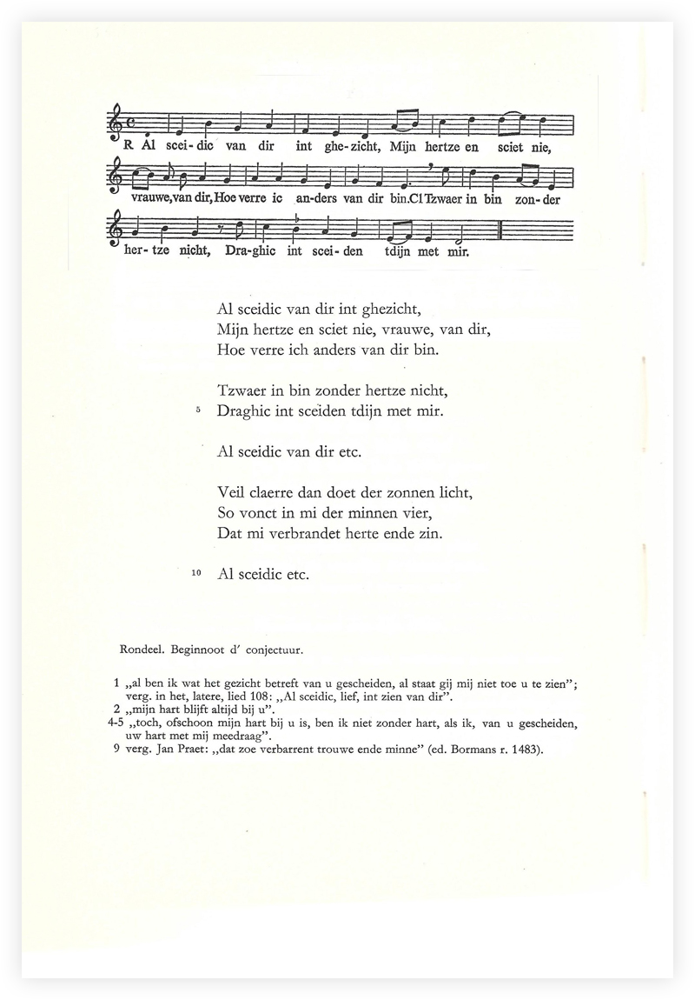 R Al scei-dic van dir int ghe-zicht, Mijn hertze en sciet nie,
vrauwe, van dir, Hoe verre ic an-ders van dir bin. Cl Tzwaer in bin zon-der
her-tze nicht, Dra-ghic int scei-den tdijn met mir.
Al sceidic van dir int ghezicht,
Mijn hertze en sciet nie, vrauwe, van dir,
Hoe verre ich anders van dir bin.
Tzwaer in bin zonder hertze nicht,
5 Draghic int sceiden tdijn met mir.
Al sceidic van dir etc.
Veil claerre dan doet der zonnen licht,
So vonct in mi der minnen vier,
Dat mi verbrandet herte ende zin.
10 Al sceidic etc.
Rondeel. Beginnoot d′ conjectuur.
1 „al ben ik wat het gezicht betreft van u gescheiden, al staat gij mij niet toe u te zien”;
verg. in het, latere, lied 108: „Al sceidic, lief, int zien van dir”.
2 „mijn hart blijft altijd bij u”.
4-5 „toch, ofschoon mijn hart bij u is, ben ik niet zonder hart, als ik, van u gescheiden,
uw hart met mij meedraag”.
9 verg. Jan Praet: „dat zoe verbarrent trouwe ende minne” (ed. Bormans r. 1483).